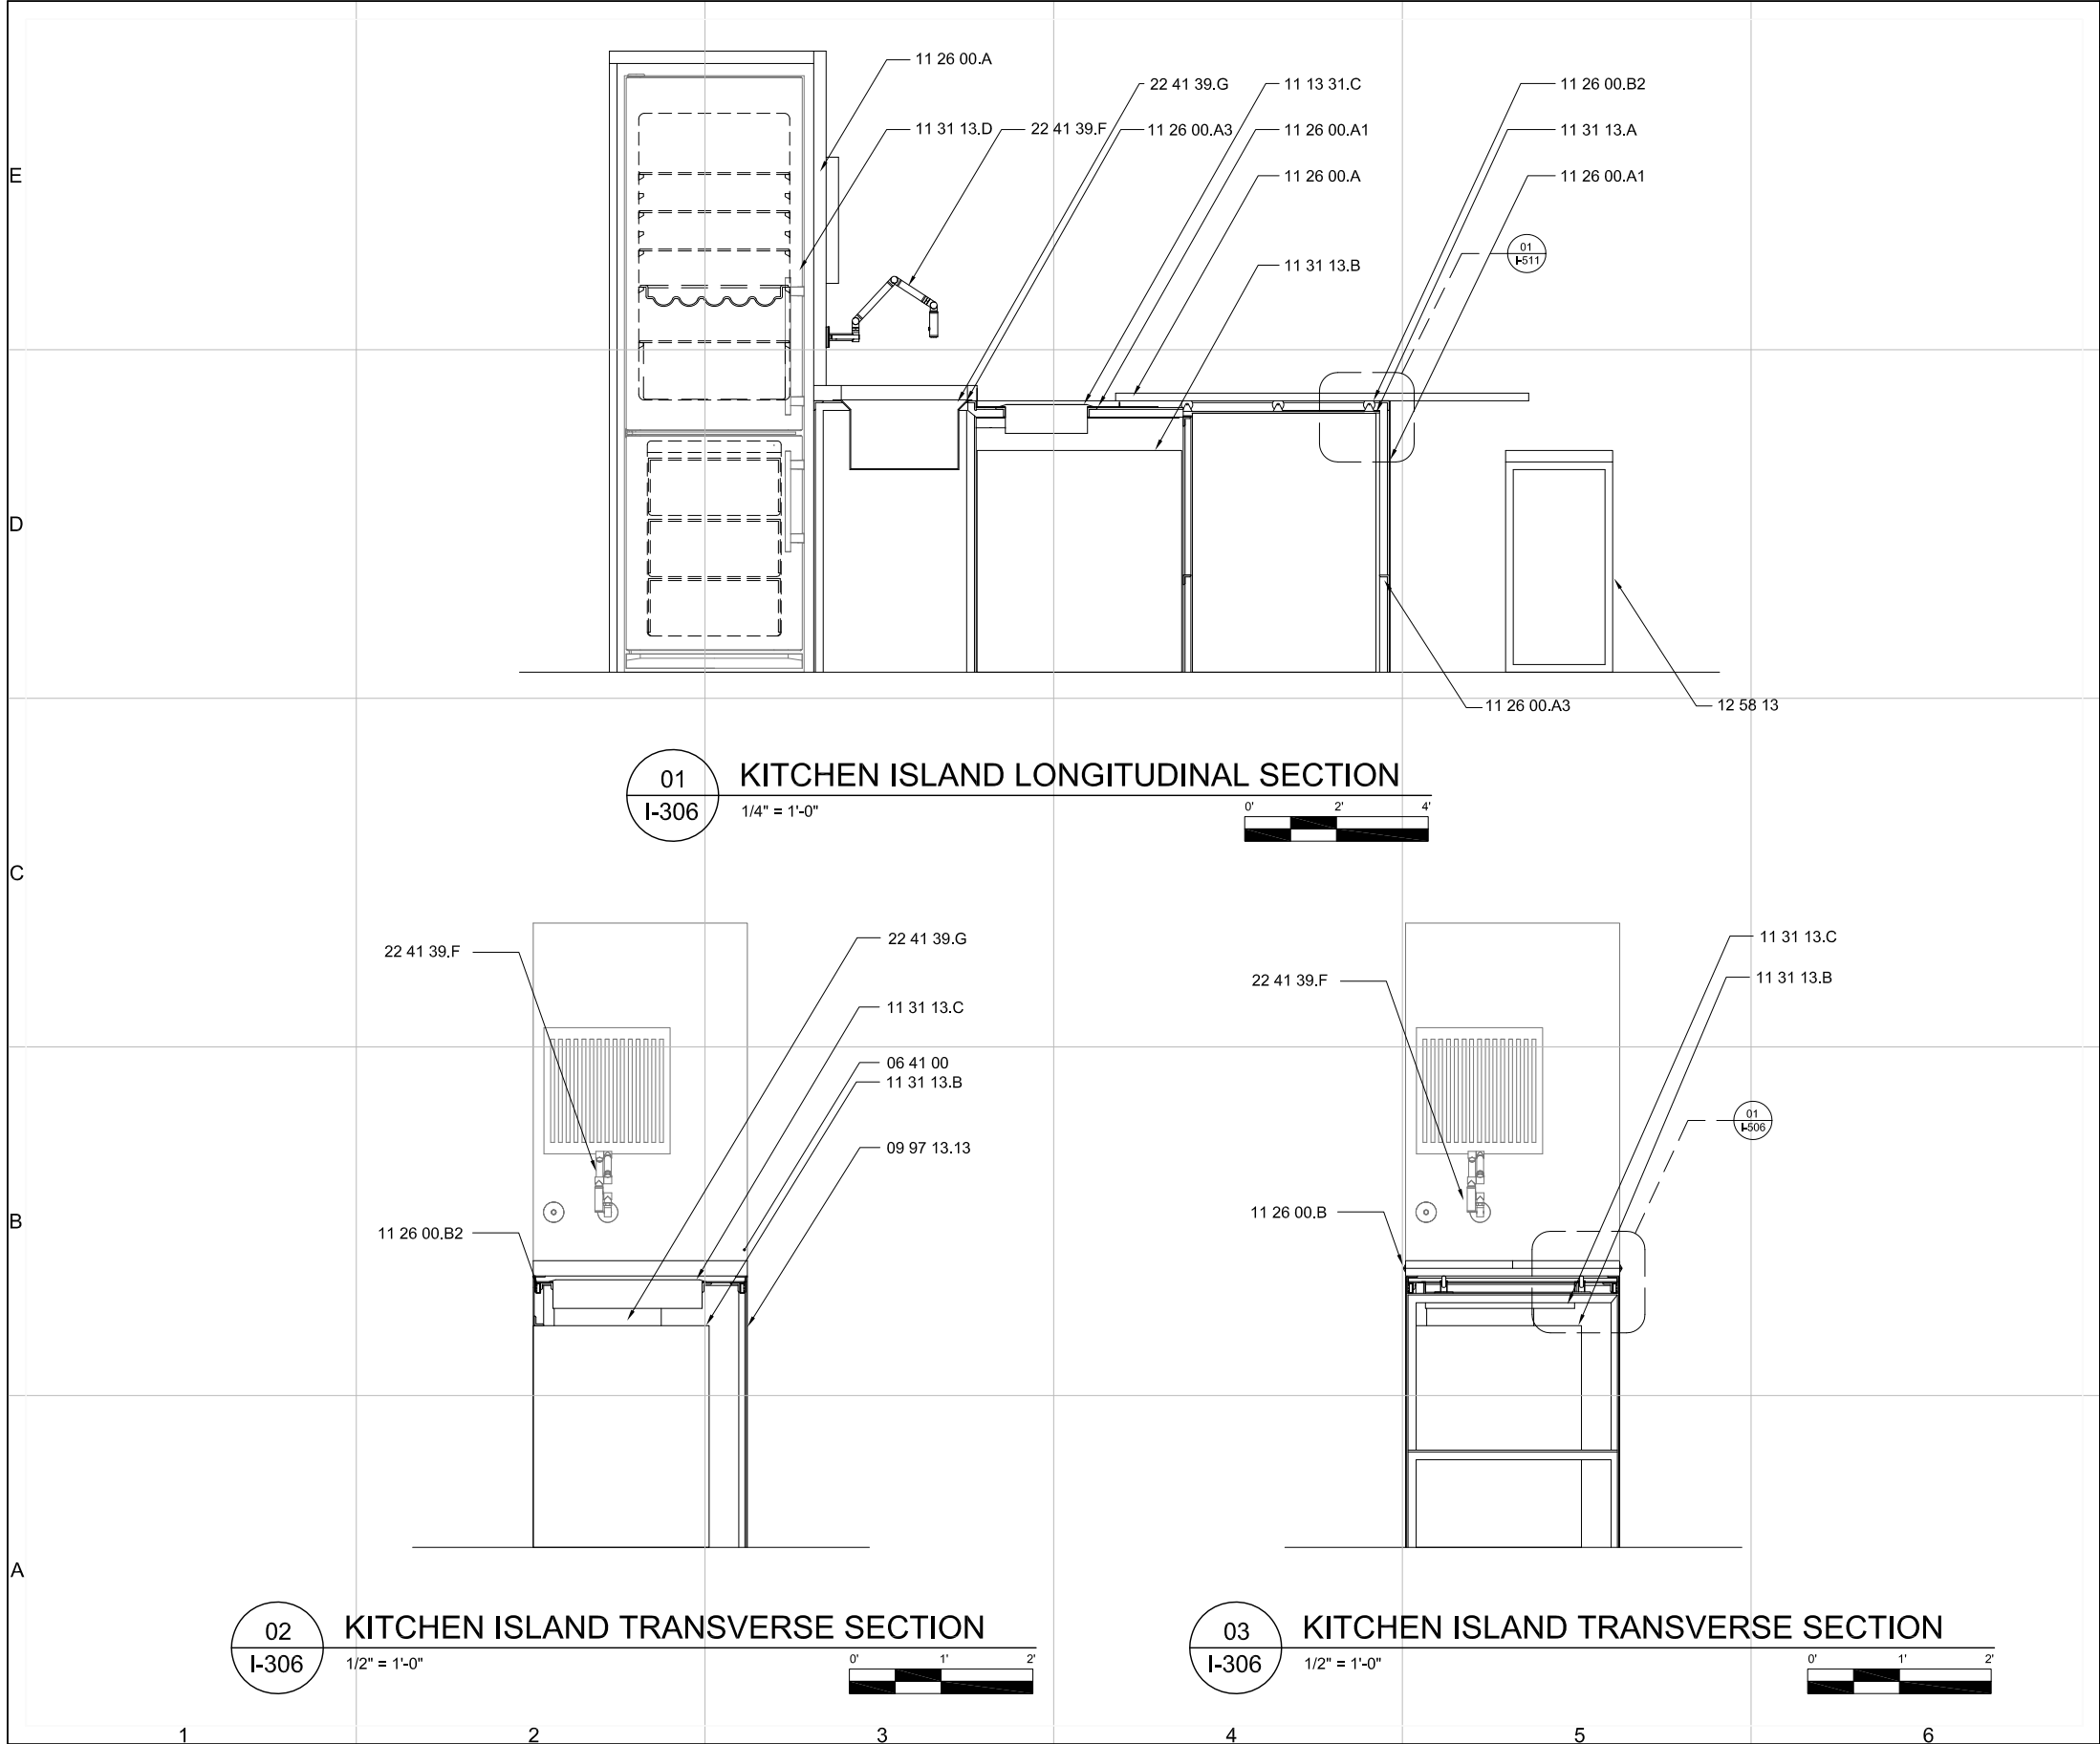 11 26 00.A
22 41 39.G
11 13 31.C
11 26 00.B2
11 31 13.D
22 41 39.F
11 26 00.A3
11 26 00.A1
11 31 13.A
E
11 26 00.A
11 26 00.A1
01
I-511
11 31 13.B
D
11 26 00.A3
12 58 13
01
I-306
KITCHEN ISLAND LONGITUDINAL SECTION
1/4" = 1'-0"
0' 2' 4'
C
22 41 39.F
22 41 39.G
11 31 13.C
06 41 00
11 31 13.B
09 97 13.13
B
11 26 00.B2
11 31 13.C
11 31 13.B
22 41 39.F
01
I-506
11 26 00.B
A
02
I-306
KITCHEN ISLAND TRANSVERSE SECTION
1/2" = 1'-0"
0' 1' 2'
03
I-306
KITCHEN ISLAND TRANSVERSE SECTION
1/2" = 1'-0"
0' 1' 2'
1 2 3 4 5 6